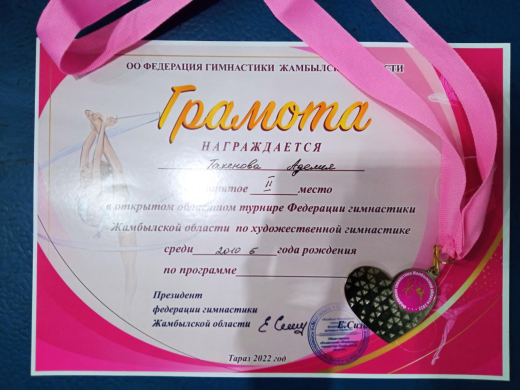 ОО ФЕДЕРАЦИЯ ГИМНАСТИКИ ЖАМБЫЛСКОЙ ОБЛАСТИ
Грамота
НАГРАЖДАЕТСЯ
Аделия
II место
в открытом областном турнире Федерации гимнастики
Жамбылской области по художественной гимнастике
среди 2010 Б года рождения
по программе
Президент
федерации гимнастики
Жамбылской области
Тараз 2022 год